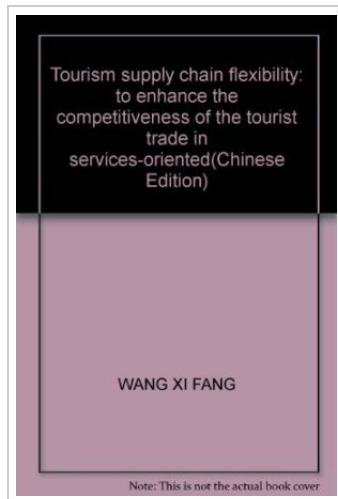 Tourism supply chain flexibility:
to enhance the
competitiveness of the tourist
trade in
services-oriented(Chinese
Edition)
WANG XI FANG
Note: This is not the actual book cover